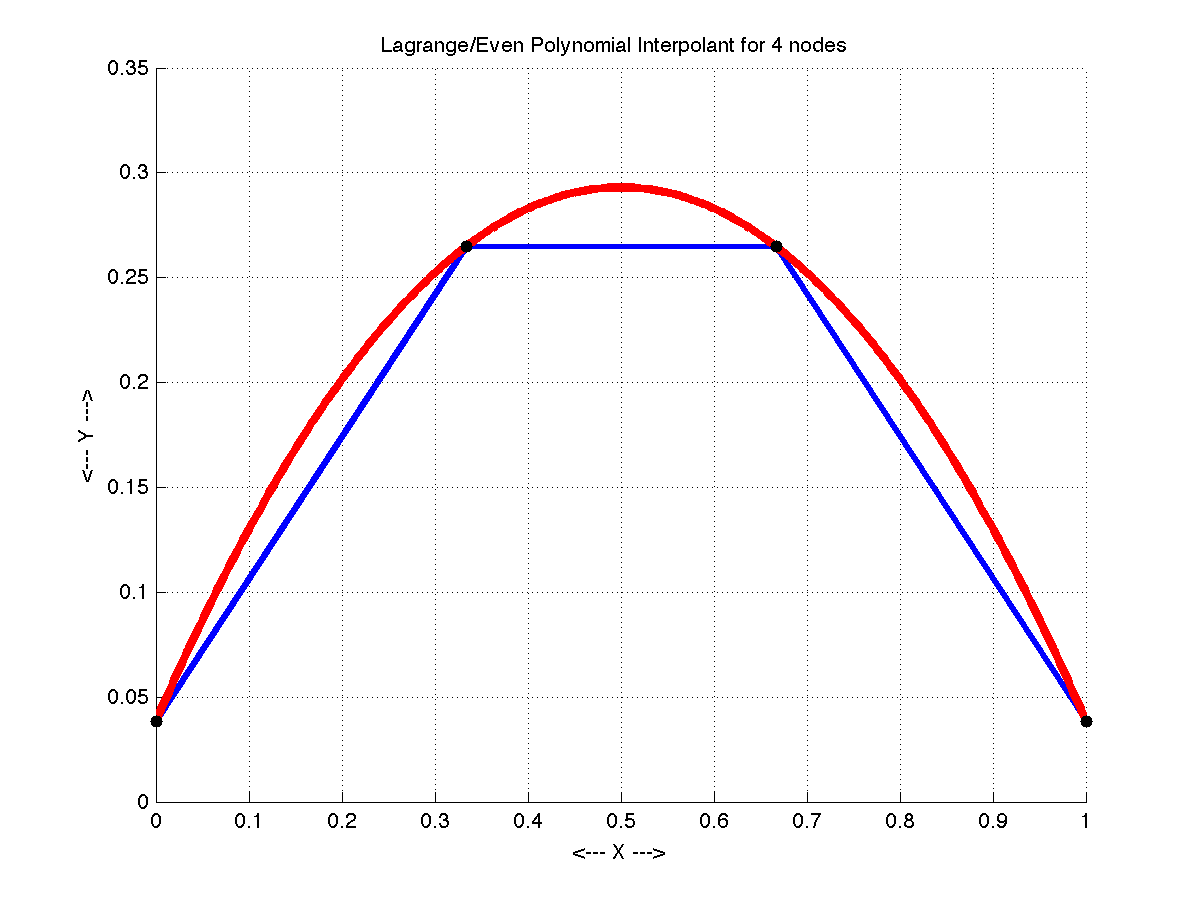 Lagrange/Even Polynomial Interpolant for 4 nodes
0.35
0.3
0.25
0.2
0.15
0.1
0.05
0
<--- Y --->
0 0.1 0.2 0.3 0.4 0.5 0.6 0.7 0.8 0.9 1
<--- X --->